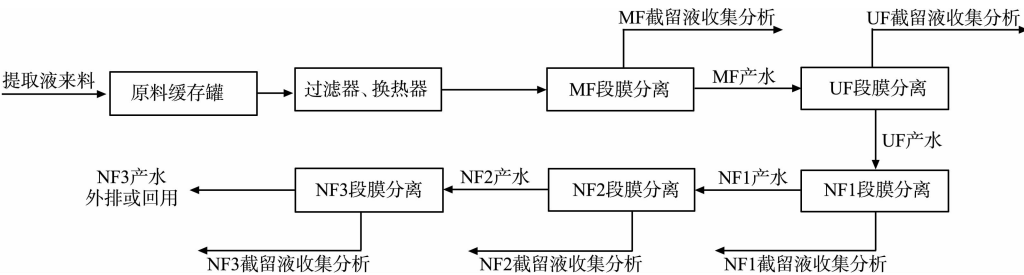 MF截留液收集分析
UF截留液收集分析
提取液来料
原料缓存罐
过滤器、换热器
MF段膜分离
MF产水
UF段膜分离
UF产水
NF3产水
外排或回用
NF3段膜分离
NF2产水
NF2段膜分离
NF1产水
NF1段膜分离
NF3截留液收集分析
NF2截留液收集分析
NF1截留液收集分析